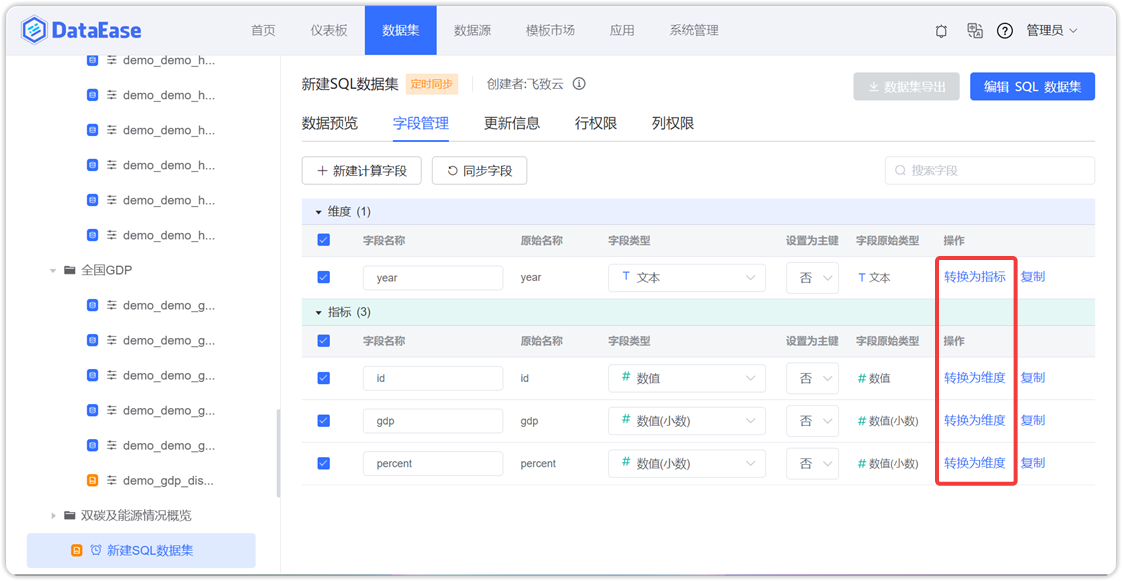 DataEase 首页 仪表板 数据集 数据源 模板市场 应用 系统管理 管理员
demo_demo_h...
demo_demo_h...
demo_demo_h...
demo_demo_h...
demo_demo_h...
demo_demo_h...
全国GDP
demo_demo_g...
demo_demo_g...
demo_demo_g...
demo_demo_g...
demo_demo_g...
demo_gdp_dis...
双碳及能源情况概览
新建SQL数据集
新建SQL数据集 定时同步 创建者:飞致云 数据集导出 编辑 SQL 数据集
数据预览 字段管理 更新信息 行权限 列权限
新建计算字段 同步字段 搜索字段
维度 (1)
字段名称 原始名称 字段类型 设置为主键 字段原始类型 操作
year year T 文本 否 T 文本 转换为指标 复制
指标 (3)
字段名称 原始名称 字段类型 设置为主键 字段原始类型 操作
id id # 数值 否 # 数值 转换为维度 复制
gdp gdp # 数值(小数) 否 # 数值(小数) 转换为维度 复制
percent percent # 数值(小数) 否 # 数值(小数) 转换为维度 复制